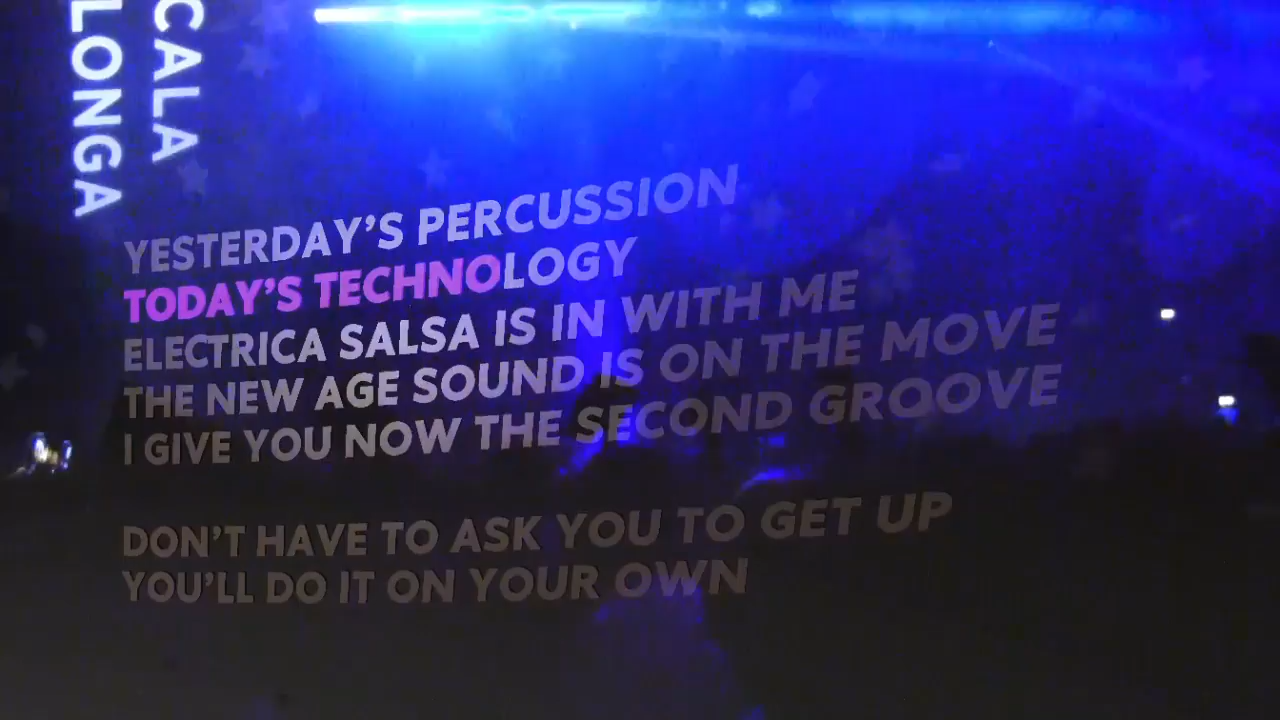 CALA
LONGA
YESTERDAY'S PERCUSSION
TODAY'S TECHNOLOGY
ELECTRICA SALSA IS IN WITH ME
THE NEW AGE SOUND IS ON THE MOVE
I GIVE YOU NOW THE SECOND GROOVE
DON'T HAVE TO ASK YOU TO GET UP
YOU'LL DO IT ON YOUR OWN